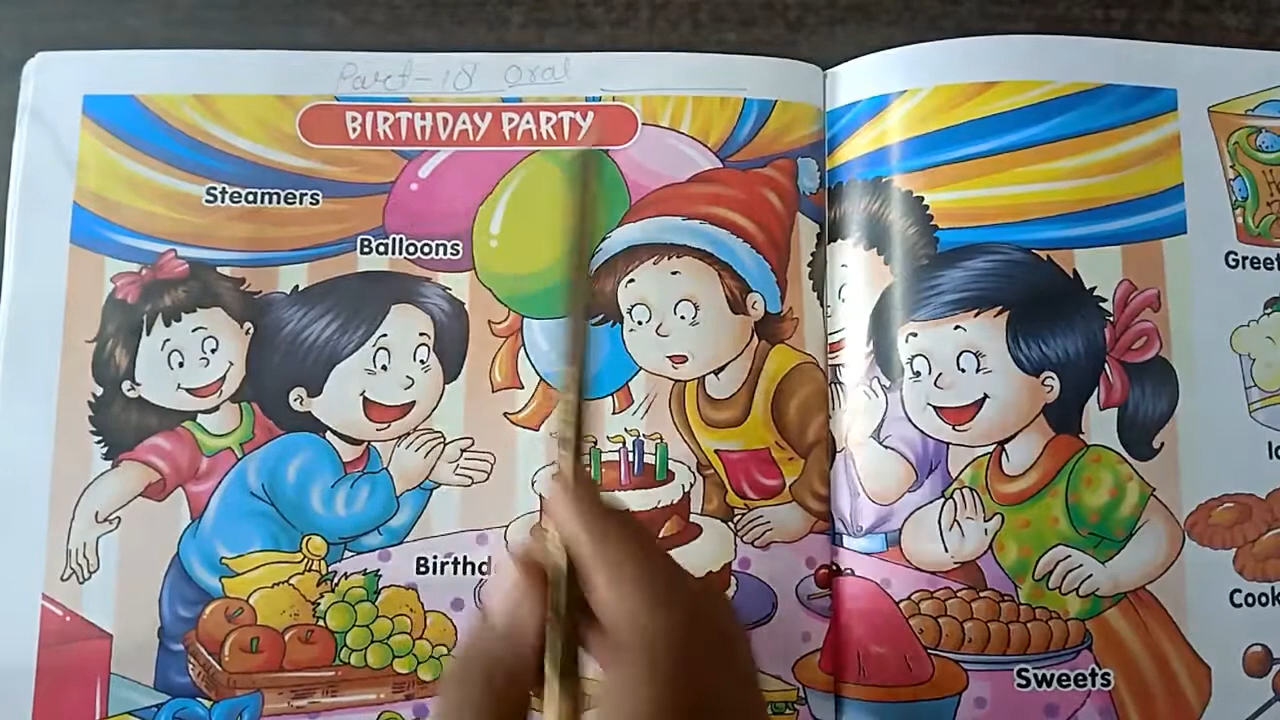 Part-18 Oral
BIRTHDAY PARTY
Steamers
Balloons
Birthd
Sweets
Greet
Cook